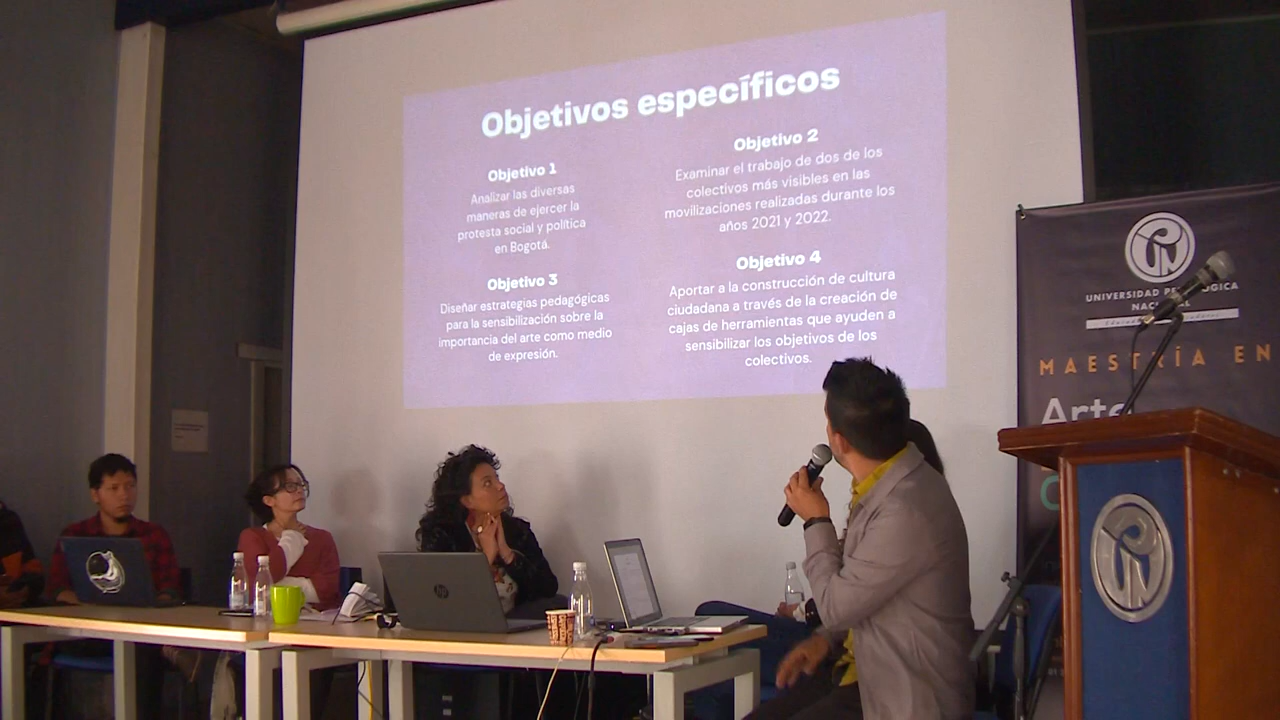 Objetivos específicos
Objetivo 1
Analizar las diversas
maneras de ejercer la
protesta social y política
en Bogotá.
Objetivo 2
Examinar el trabajo de dos de los
colectivos más visibles en las
movilizaciones realizadas durante los
años 2021 y 2022.
Objetivo 3
Diseñar estrategias pedagógicas
para la sensibilización sobre la
importancia del arte como medio
de expresión.
Objetivo 4
Aportar a la construcción de cultura
ciudadana a través de la creación de
cajas de herramientas que ayuden a
sensibilizar los objetivos de los
colectivos.
UNIVERSIDAD
NACIONAL
MAESTRÍA EN
Arte
hp